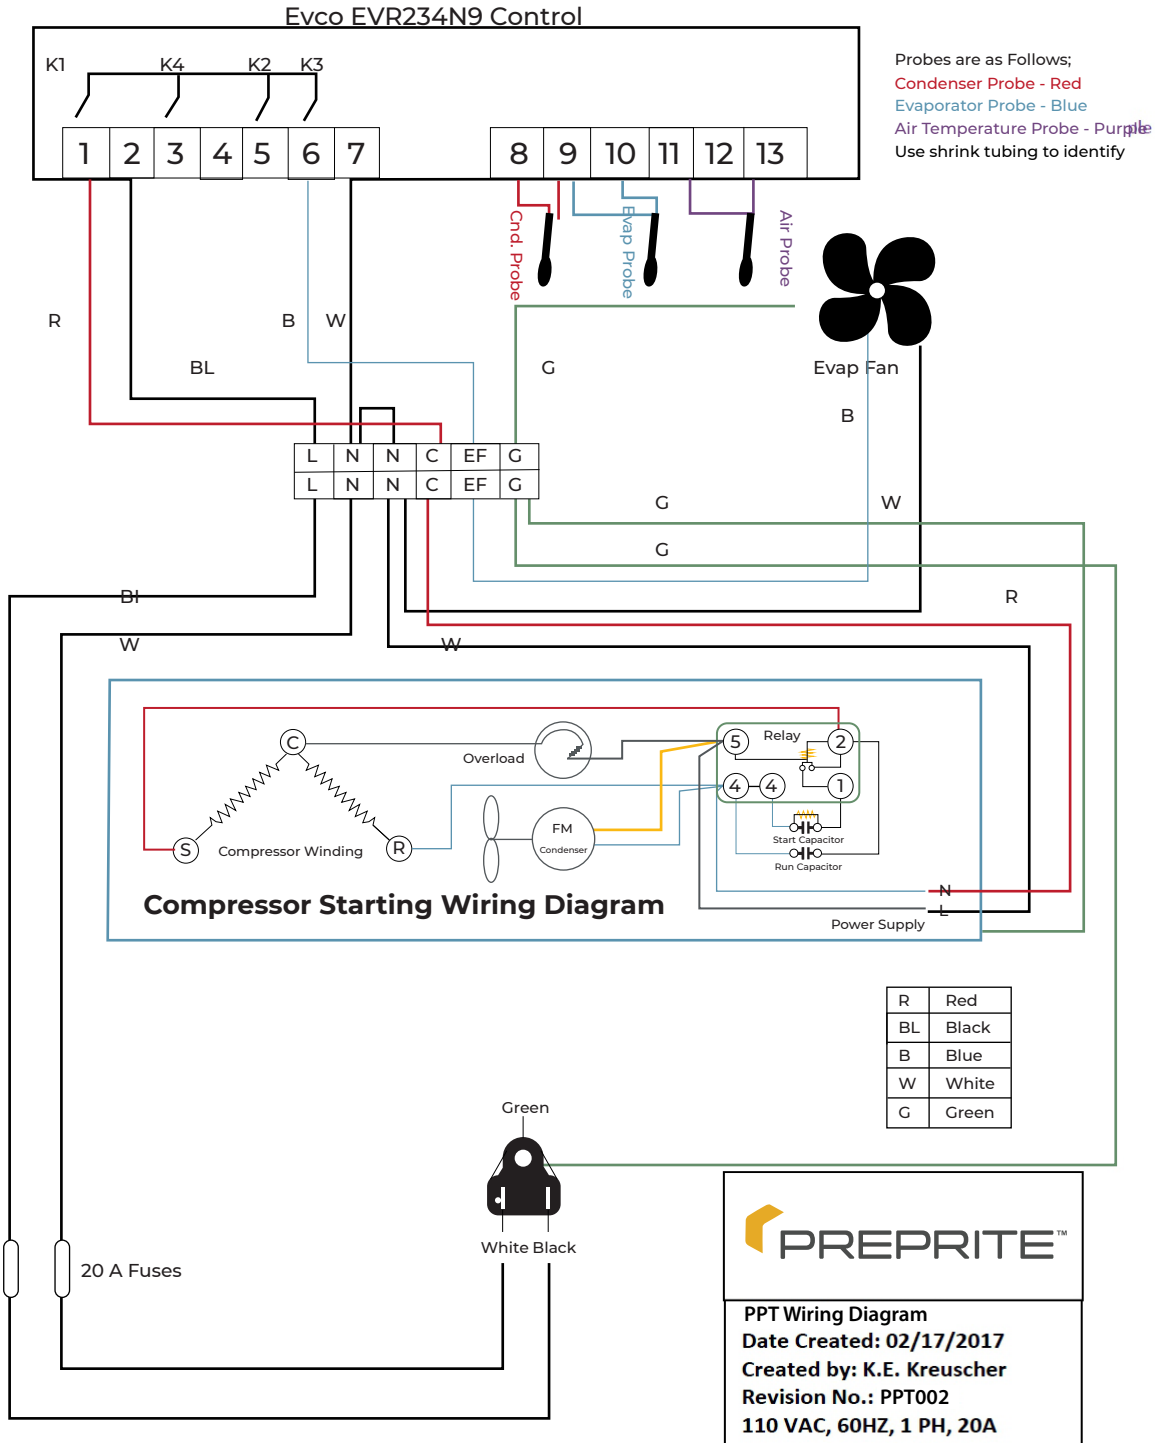 Evco EVR234N9 Control
K1 K4 K2 K3
1 2 3 4 5 6 7 8 9 10 11 12 13
Probes are as Follows;
Condenser Probe - Red
Evaporator Probe - Blue
Air Temperature Probe - Purple
Use shrink tubing to identify
Cnd. Probe
Evap Probe
Air Probe
R
B W
BL
G
Evap Fan
B
L N N C EF G
L N N C EF G
G
W
G
BI
R
W
W
C
Overload
5 Relay 2
4 4 1
S
Compressor Winding
R
FM
Condenser
Start Capacitor
Run Capacitor
Compressor Starting Wiring Diagram
N
L
Power Supply
R Red
BL Black
B Blue
W White
G Green
Green
White Black
20 A Fuses
PREPRITE™
PPT Wiring Diagram
Date Created: 02/17/2017
Created by: K.E. Kreuscher
Revision No.: PPT002
110 VAC, 60HZ, 1 PH, 20A